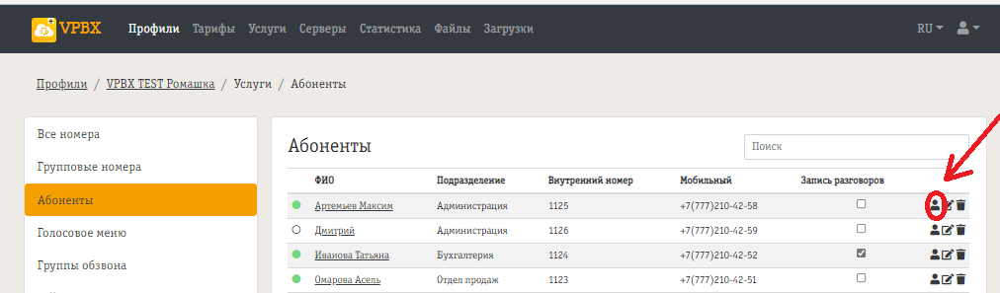 VPBX Профили Тарифы Услуги Серверы Статистика Файлы Загрузки RU
Профили / VPBX TEST Ромашка / Услуги / Абоненты
Все номера
Групповые номера
Абоненты
Голосовое меню
Группы обзвона
Абоненты
Поиск
ФИО Подразделение Внутренний номер Мобильный Запись разговоров
Артемьев Максим Администрация 1125 +7(777)210-42-58
Дмитрий Администрация 1126 +7(777)210-42-59
Иванова Татьяна Бухгалтерия 1124 +7(777)210-42-52
Омарова Асель Отдел продаж 1123 +7(777)210-42-51